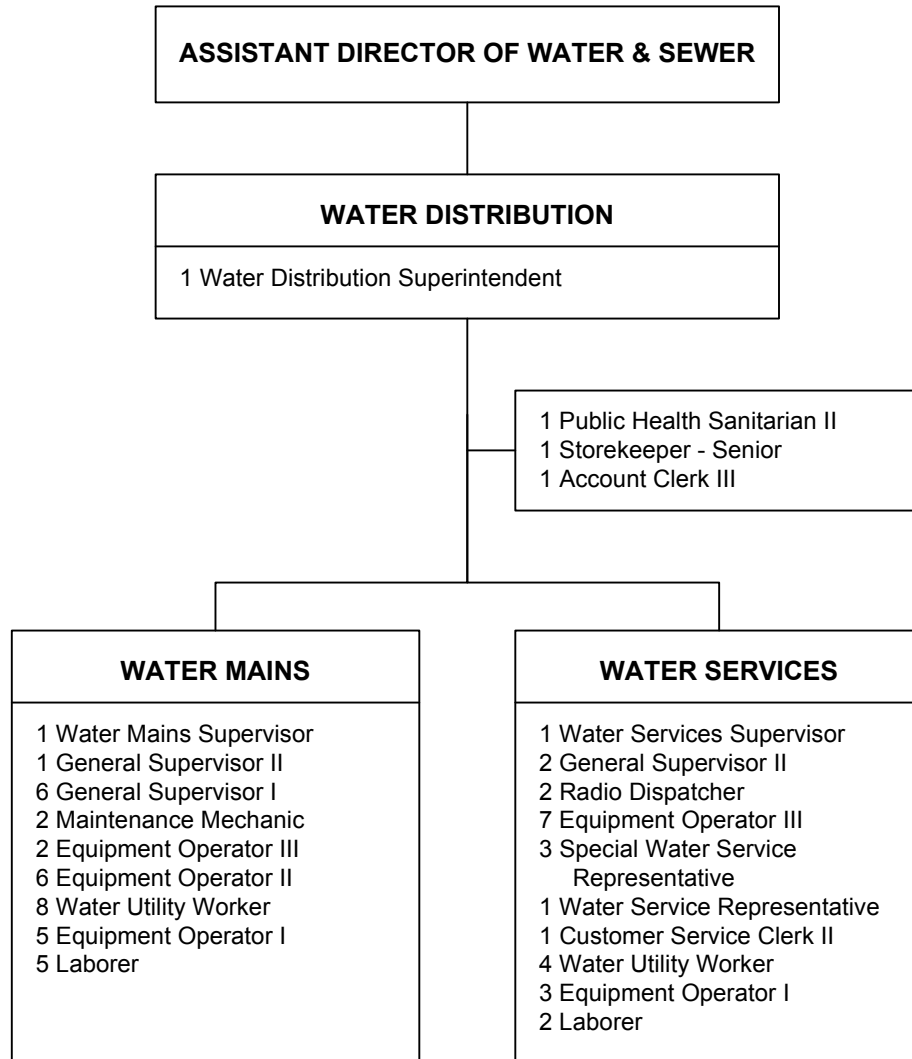 ASSISTANT DIRECTOR OF WATER & SEWER
WATER DISTRIBUTION
1 Water Distribution Superintendent
1 Public Health Sanitarian II
1 Storekeeper - Senior
1 Account Clerk III
WATER MAINS
1 Water Mains Supervisor
1 General Supervisor II
6 General Supervisor I
2 Maintenance Mechanic
2 Equipment Operator III
6 Equipment Operator II
8 Water Utility Worker
5 Equipment Operator I
5 Laborer
WATER SERVICES
1 Water Services Supervisor
2 General Supervisor II
2 Radio Dispatcher
7 Equipment Operator III
3 Special Water Service
Representative
1 Water Service Representative
1 Customer Service Clerk II
4 Water Utility Worker
3 Equipment Operator I
2 Laborer